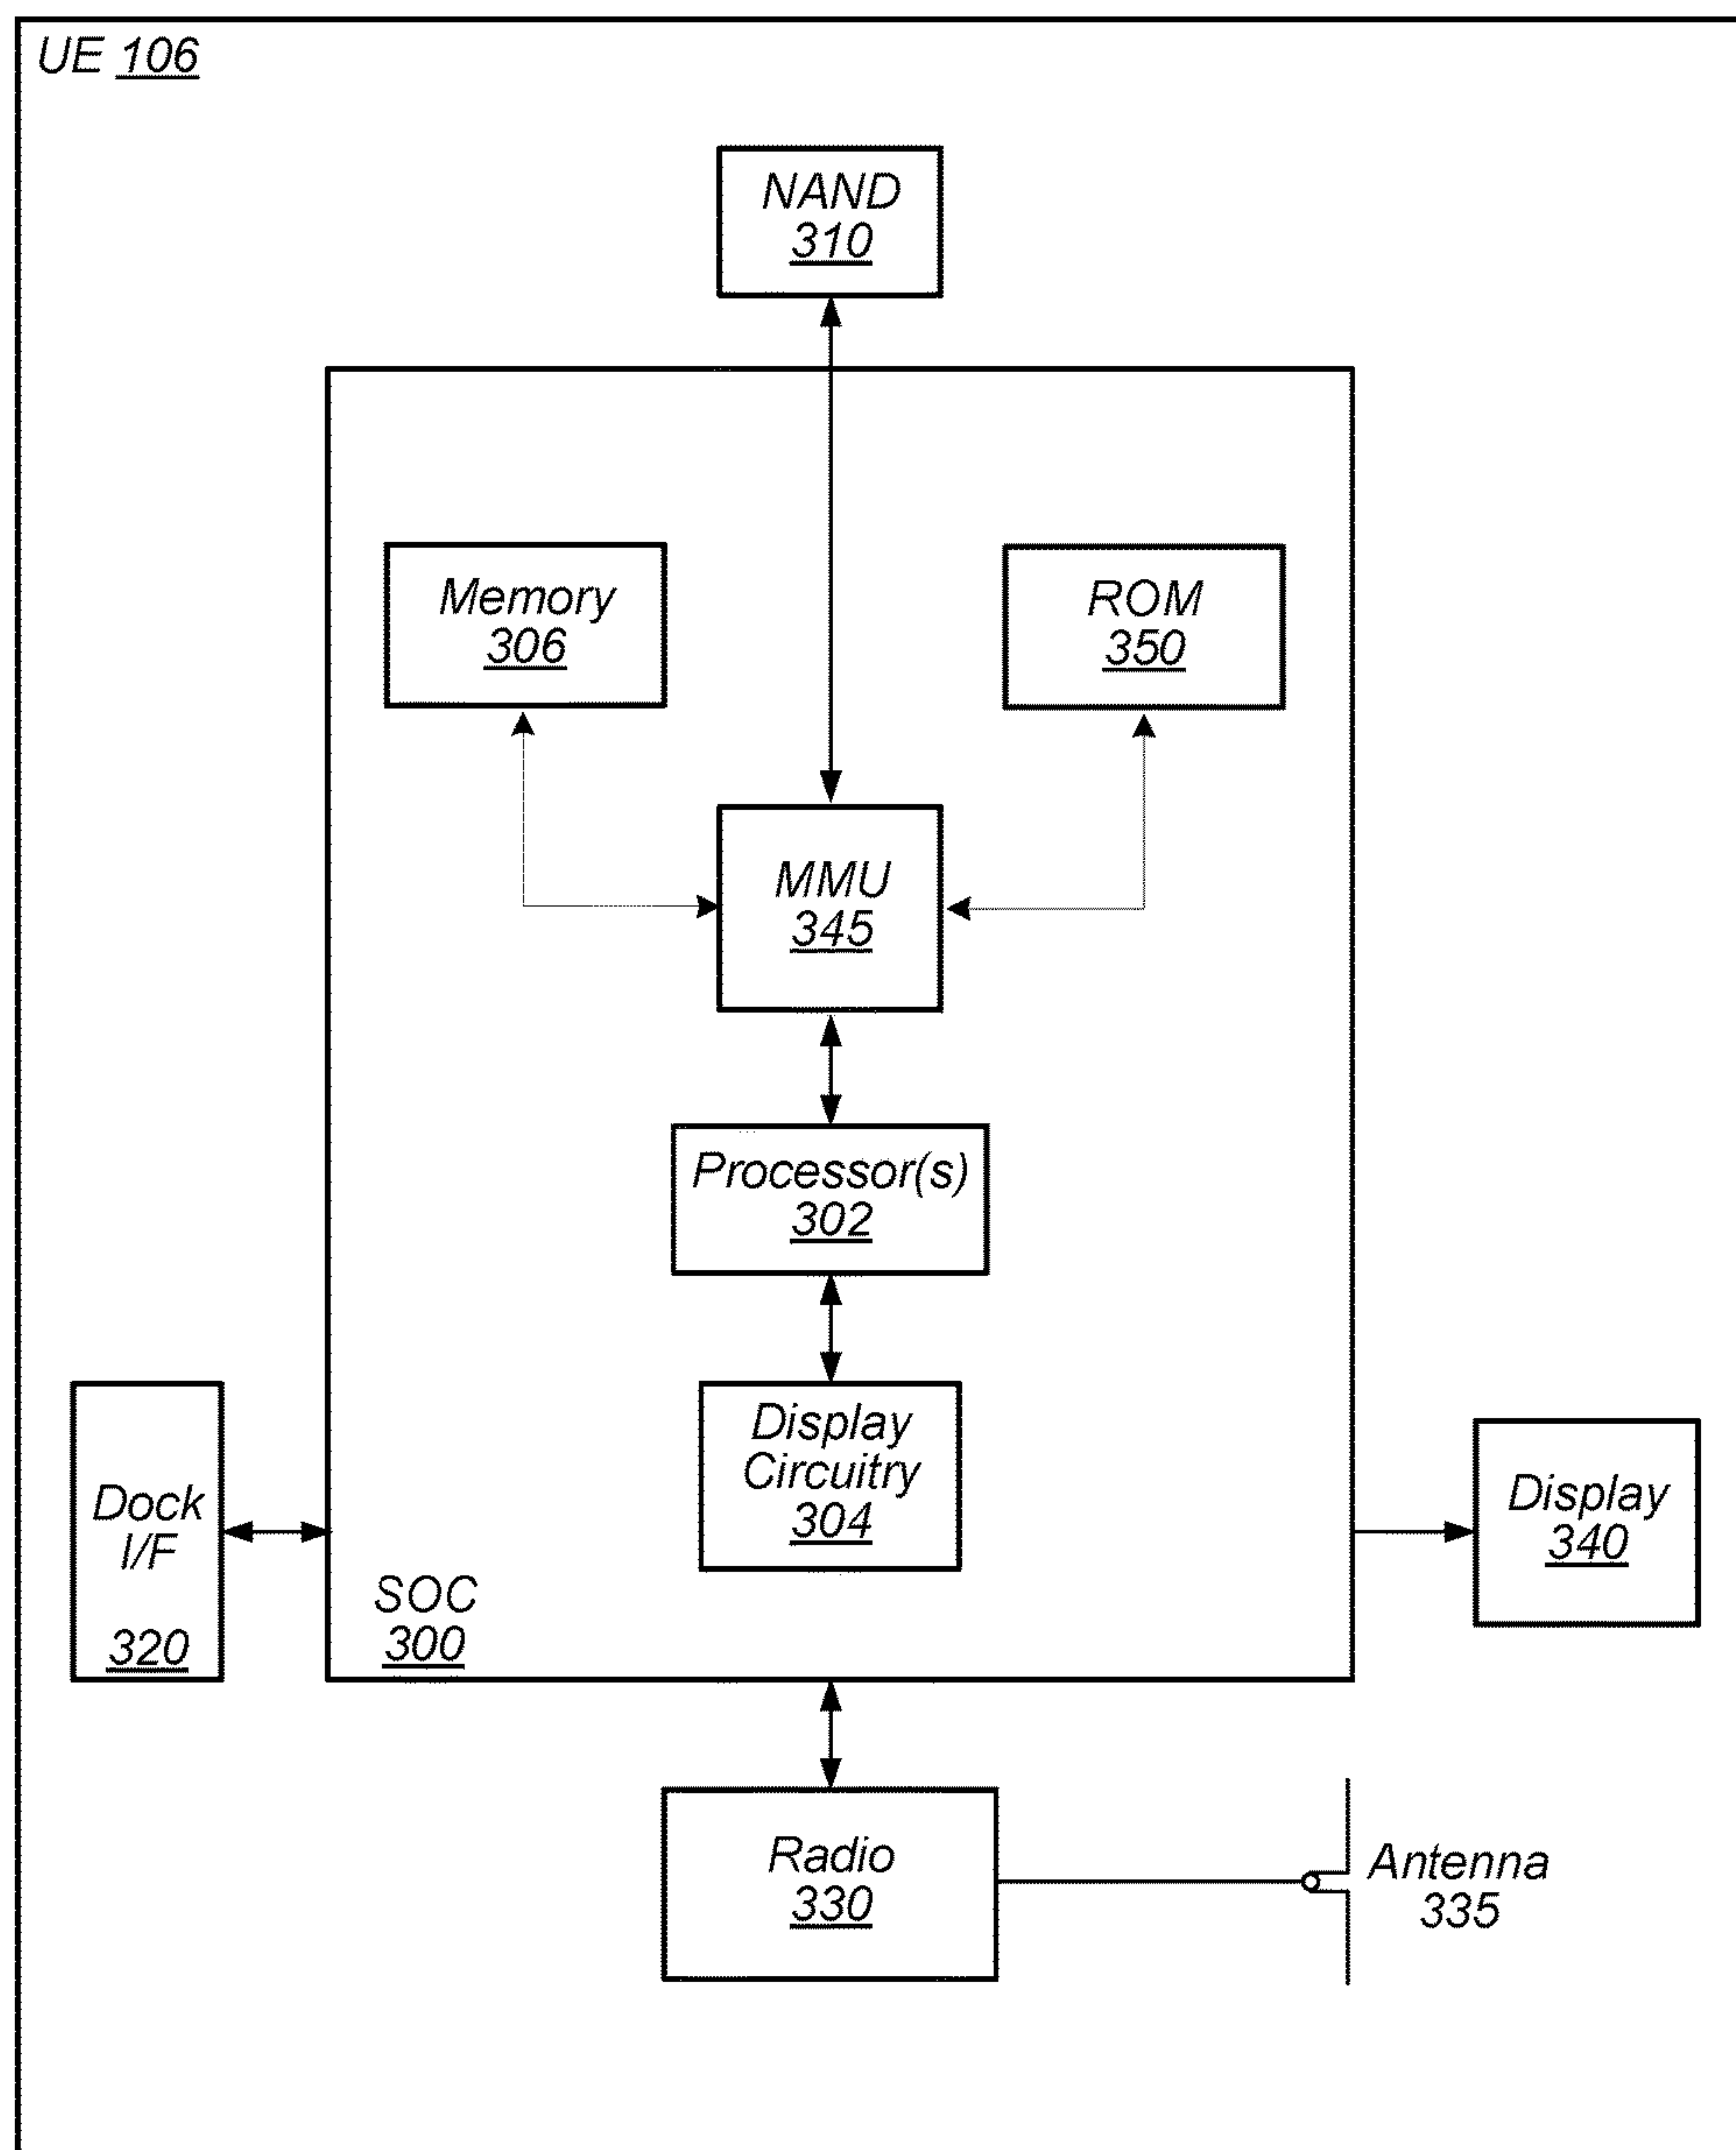 UE 106
NAND
310
Memory
306
ROM
350
MMU
345
Processor(s)
302
Display
Circuitry
304
Dock
I/F
320
SOC
300
Display
340
Radio
330
Antenna
335